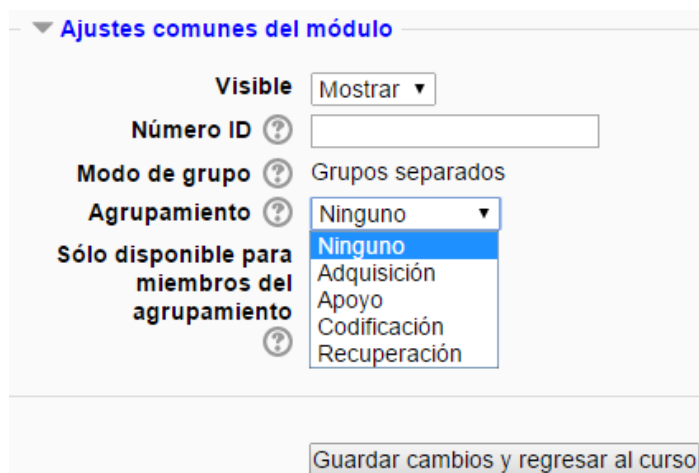 Ajustes comunes del módulo
Visible Mostrar
Número ID
Modo de grupo Grupos separados
Agrupamiento Ninguno
Sólo disponible para
miembros del
agrupamiento
Ninguno
Adquisición
Apoyo
Codificación
Recuperación
Guardar cambios y regresar al curso